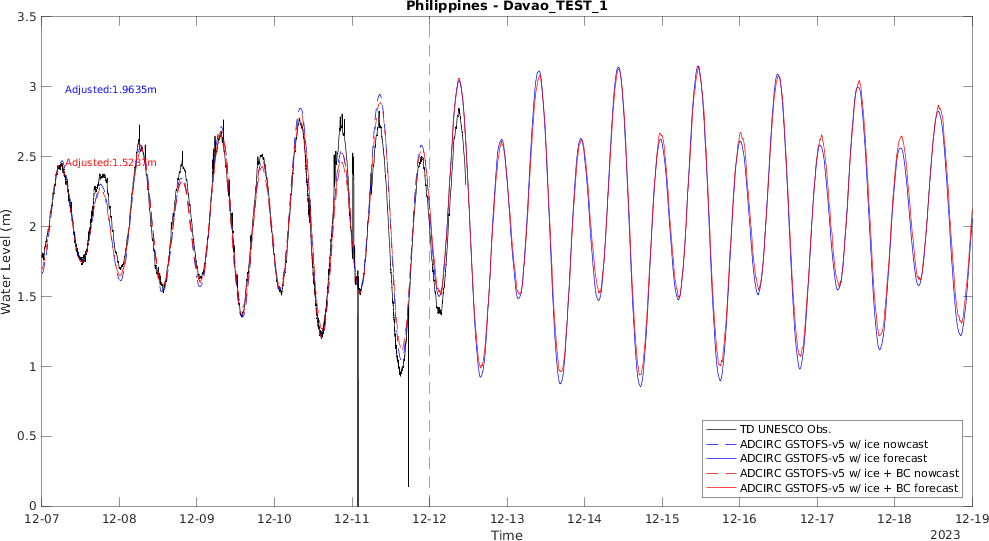 Philippines - Davao_TEST_1
3.5
3
2.5
2
1.5
1
0.5
0
Water Level (m)
Adjusted:1.9635m
TD UNESCO Obs.
ADCIRC GSTOFS-v5 w/ ice nowcast
ADCIRC GSTOFS-v5 w/ ice forecast
ADCIRC GSTOFS-v5 w/ ice + BC nowcast
ADCIRC GSTOFS-v5 w/ ice + BC forecast
12-07 12-08 12-09 12-10 12-11 12-12 12-13 12-14 12-15 12-16 12-17 12-18 12-19
Time
2023